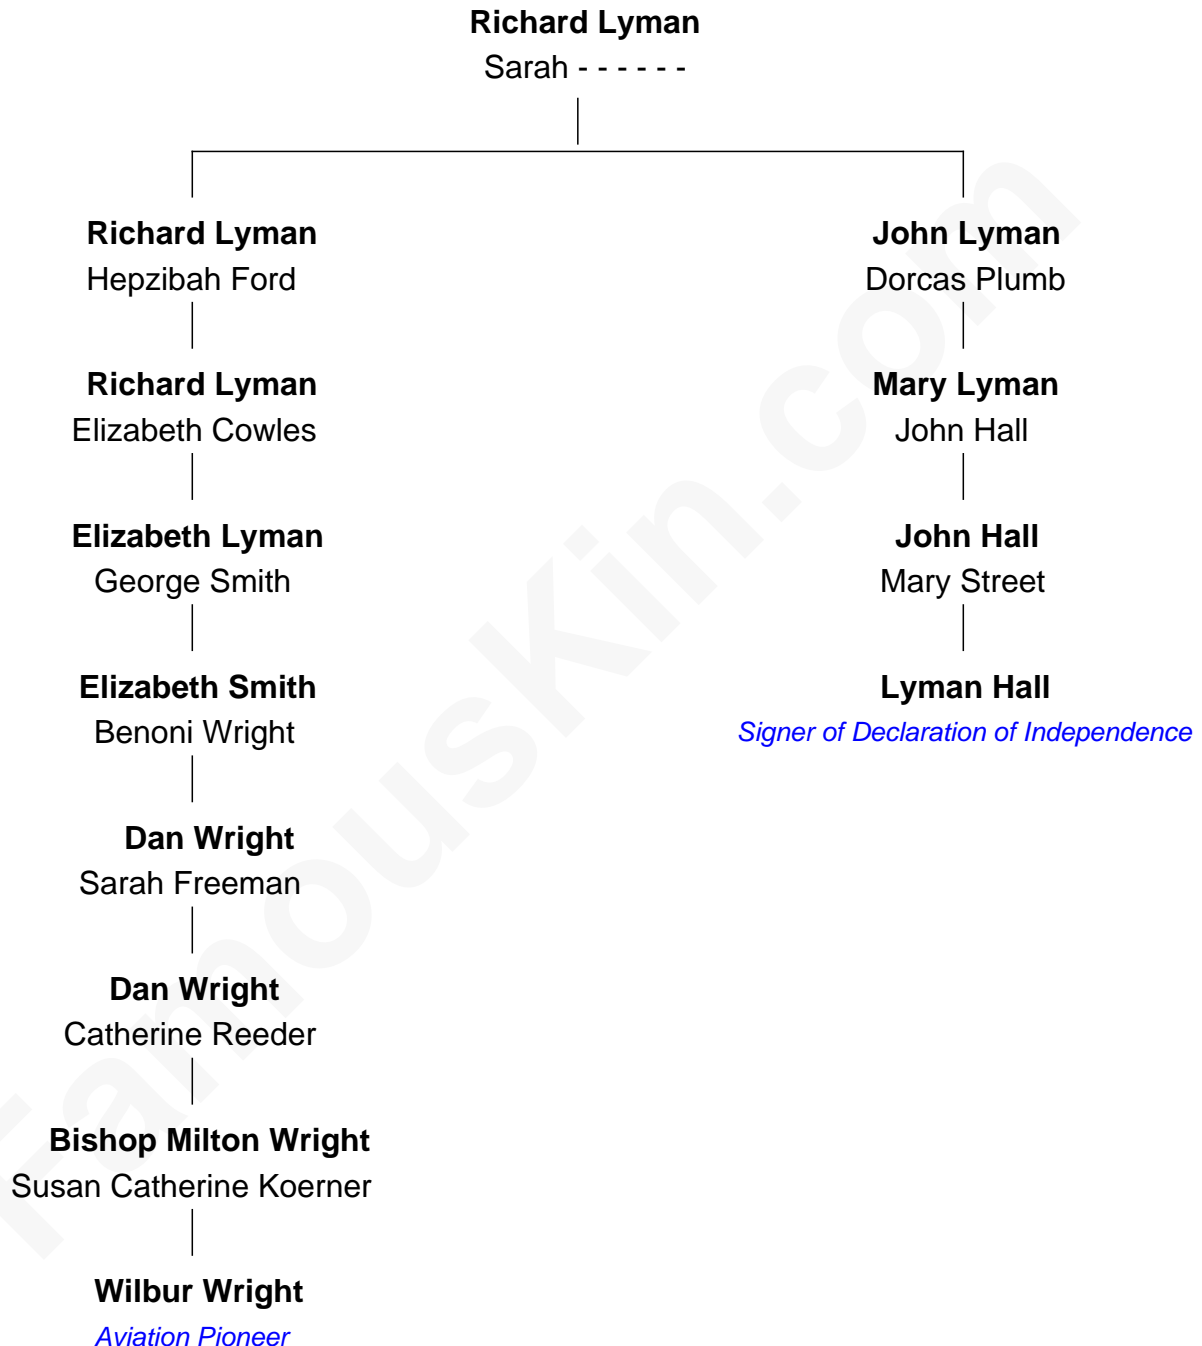 Richard Lyman
Sarah - - - - - -
Richard Lyman
Hepzibah Ford
John Lyman
Dorcas Plumb
Richard Lyman
Elizabeth Cowles
Mary Lyman
John Hall
Elizabeth Lyman
George Smith
John Hall
Mary Street
Elizabeth Smith
Benoni Wright
Lyman Hall
Signer of Declaration of Independence
Dan Wright
Sarah Freeman
Dan Wright
Catherine Reeder
Bishop Milton Wright
Susan Catherine Koerner
Wilbur Wright
Aviation Pioneer
FamousKin.com